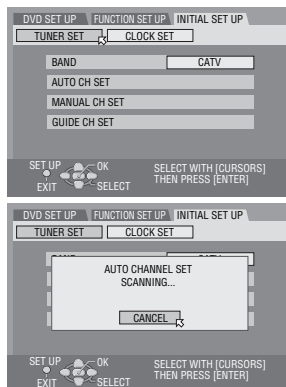 DVD SET UP FUNCTION SET UP INITIAL SET UP
TUNER SET CLOCK SET
BAND CATV
AUTO CH SET
MANUAL CH SET
GUIDE CH SET
SET UP OK SELECT WITH [CURSORS]
EXIT SELECT THEN PRESS [ENTER]
DVD SET UP FUNCTION SET UP INITIAL SET UP
TUNER SET CLOCK SET
AUTO CHANNEL SET
SCANNING...
CANCEL
SET UP OK SELECT WITH [CURSORS]
EXIT SELECT THEN PRESS [ENTER]